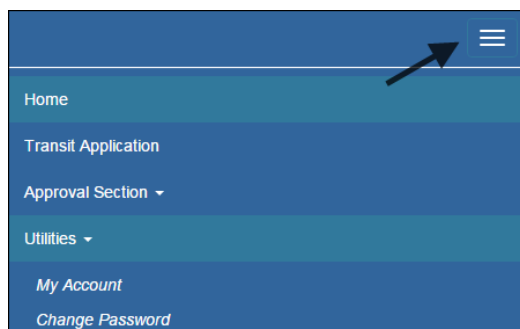 Home
Transit Application
Approval Section
Utilities
My Account
Change Password